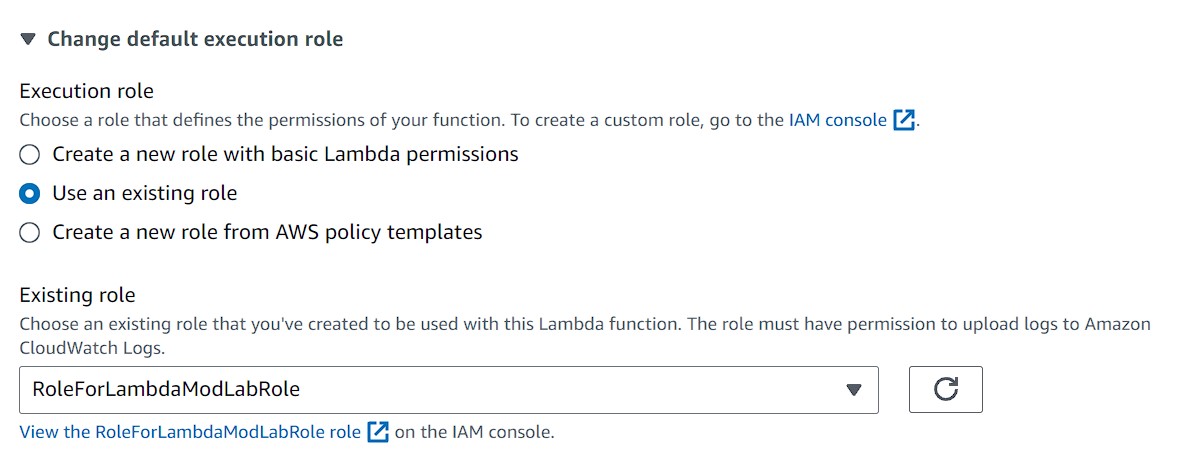 Change default execution role
Execution role
Choose a role that defines the permissions of your function. To create a custom role, go to the IAM console.
Create a new role with basic Lambda permissions
Use an existing role
Create a new role from AWS policy templates
Existing role
Choose an existing role that you've created to be used with this Lambda function. The role must have permission to upload logs to Amazon
CloudWatch Logs.
RoleForLambdaModLabRole
View the RoleForLambdaModLabRole role on the IAM console.